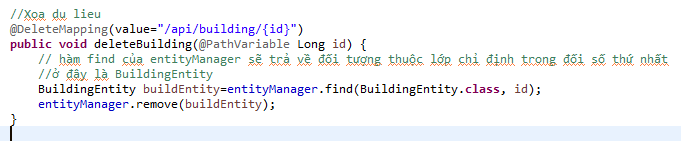 //Xoa du lieu
@DeleteMapping(value="/api/building/{id}")
public void deleteBuilding(@PathVariable Long id) {
// hàm find của entityManager sẽ trả về đối tượng thuộc lớp chỉ định trong đối số thứ nhất
//ở đây là BuildingEntity
BuildingEntity buildEntity=entityManager.find(BuildingEntity.class, id);
entityManager.remove(buildEntity);
}